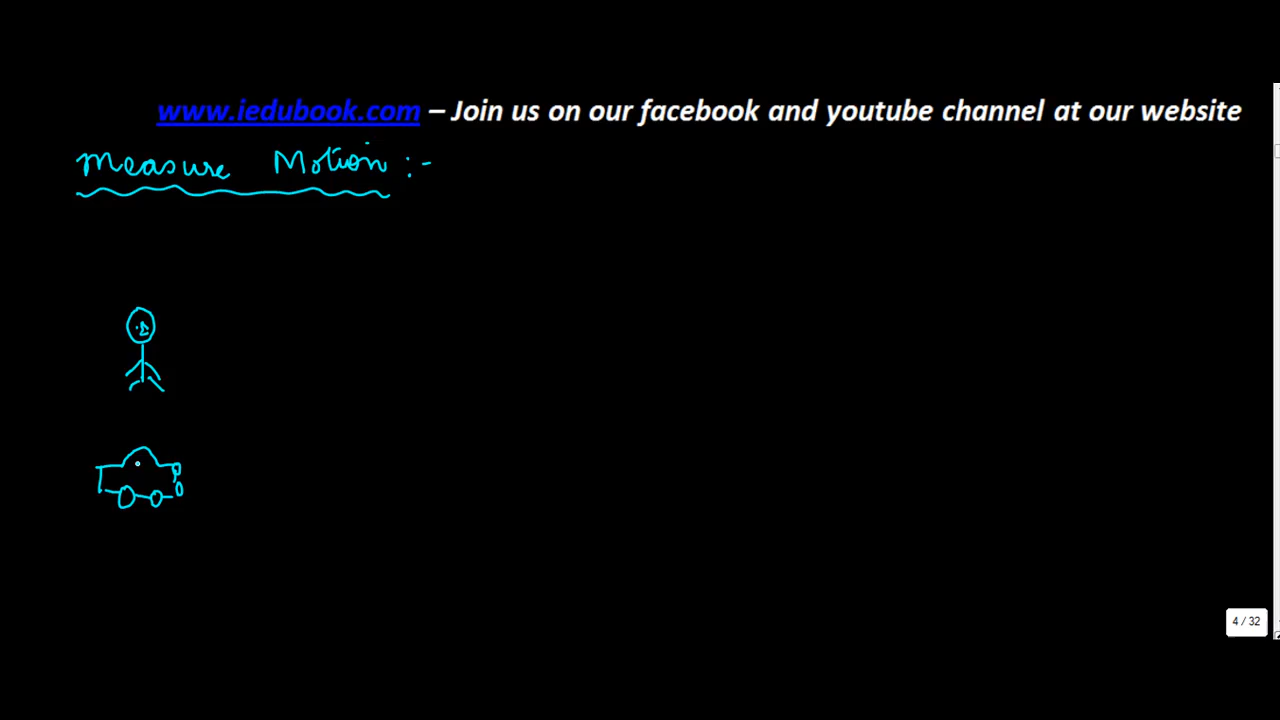 www.iedubook.com – Join us on our facebook and youtube channel at our website
Measure Motion :-
4 / 32